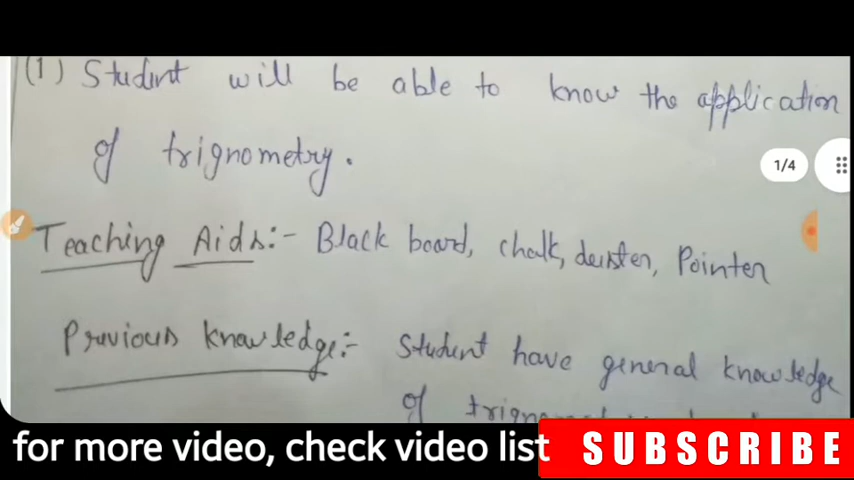 (1) Student will be able to know the application
of trignometry.
1/4
Teaching Aids:- Black board, chalk, duster, Pointer
Previous knowledge:- Student have general knowledge
of
for more video, check video list
SUBSCRIBE